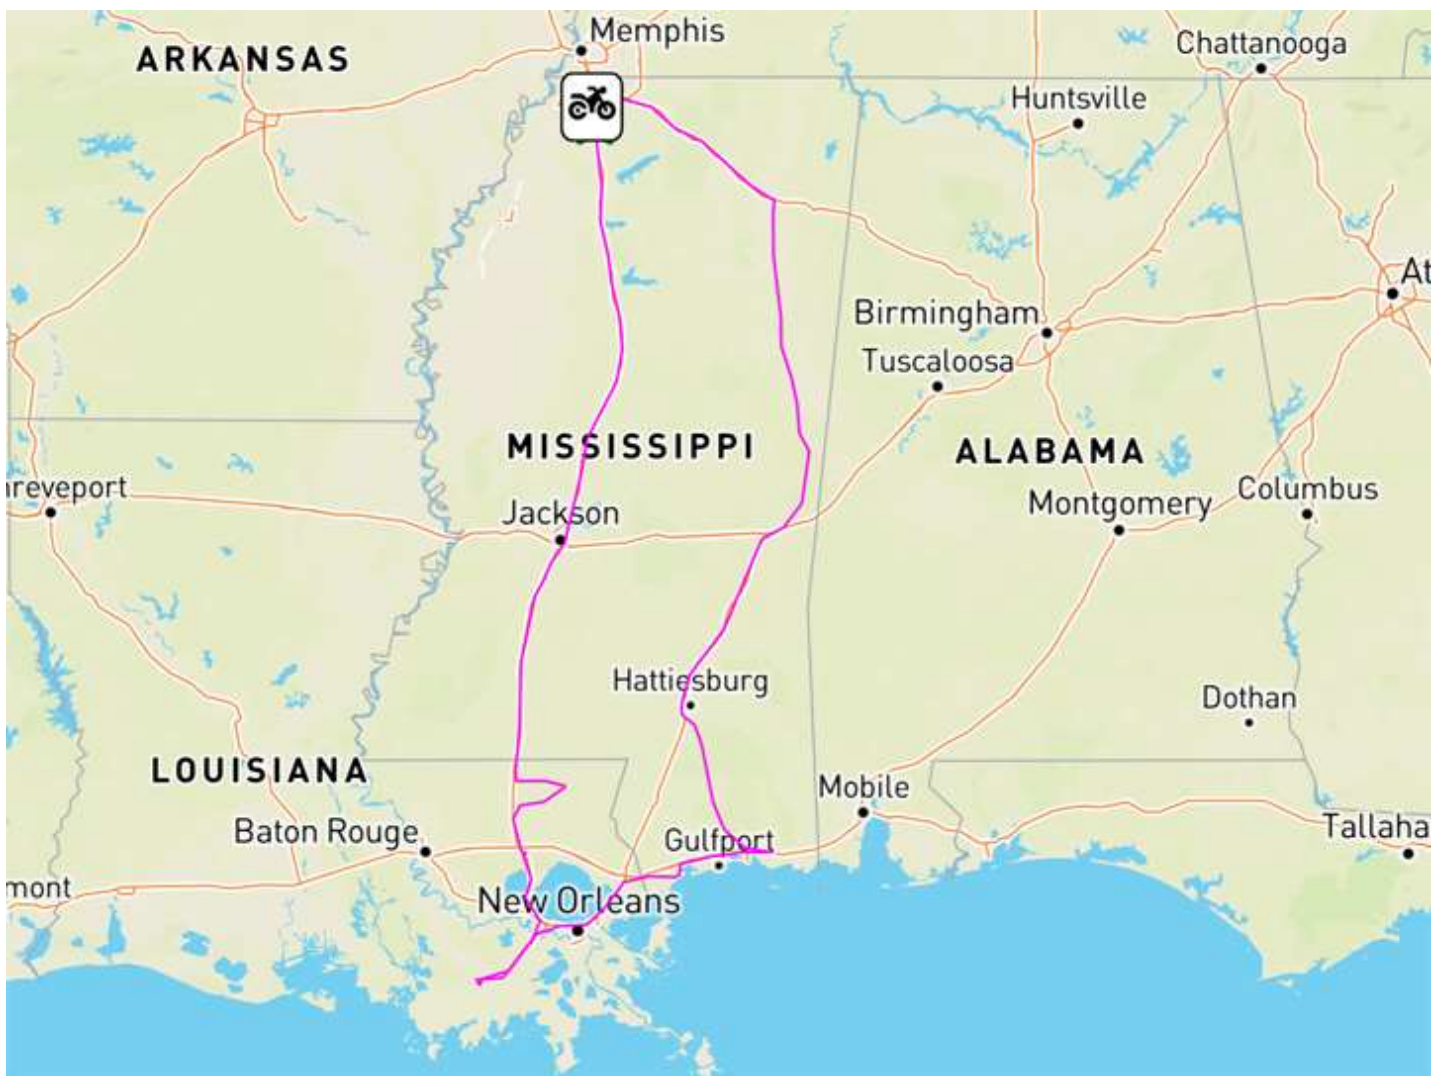 Memphis
ARKANSAS
Chattanooga
Huntsville
At
Birmingham
Tuscaloosa
MISSISSIPPI
ALABAMA
hreveport
Jackson
Montgomery
Columbus
Hattiesburg
Dothan
LOUISIANA
Mobile
Baton Rouge
Gulfport
Tallaha
mont
New Orleans